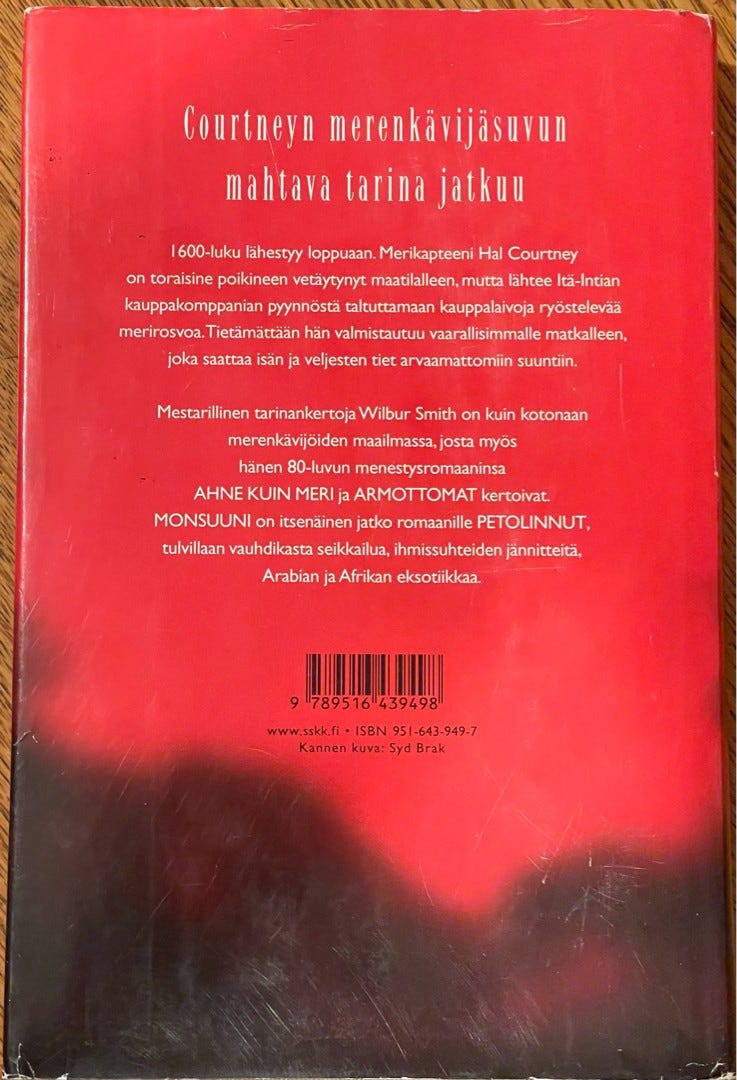 Courtneyn merenkävijäsuvun
mahtava tarina jatkuu
1600-luku lähestyy loppuaan. Merikapteeni Hal Courtney
on toraisine poikineen vetäytynyt maatilalleen, mutta lähtee Itä-Intian
kauppakomppanian pyynnöstä taltuttamaan kauppalaivoja ryöstelevää
merirosvoa. Tietämättään hän valmistautuu vaarallisimmalle matkalleen,
joka saattaa isän ja veljesten tiet arvaamattomiin suuntiin.
Mestarillinen tarinankertoja Wilbur Smith on kuin kotonaan
merenkävijöiden maailmassa, josta myös
hänen 80-luvun menestysromaaninsa
AHNE KUIN MERI ja ARMOTTOMAT kertoivat.
MONSUUNI on itsenäinen jatko romaanille PETOLINNUT,
tulvillaan vauhdikasta seikkailua, ihmissuhteiden jännitteitä,
Arabian ja Afrikan eksotiikkaa.
9 789516 439498
www.sskk.fi • ISBN 951-643-949-7
Kannen kuva: Syd Brak